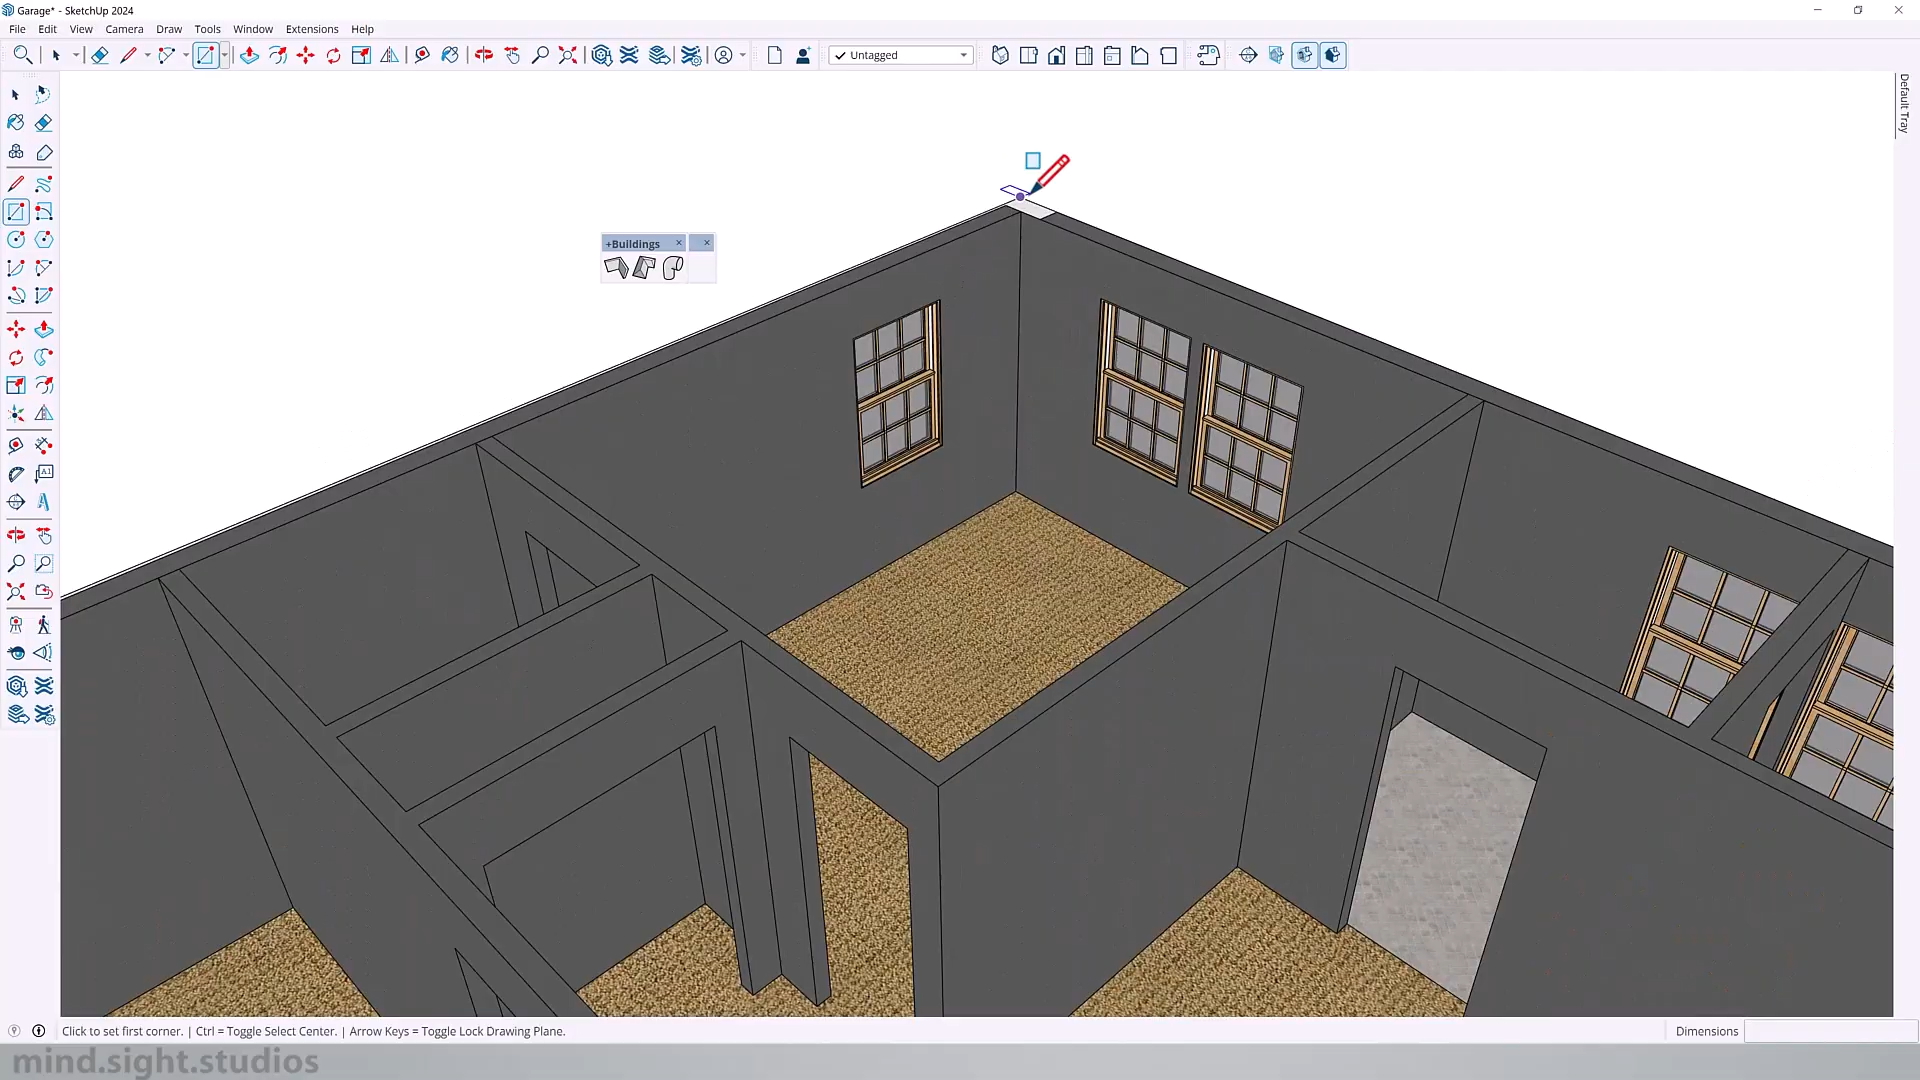 Garage* - SketchUp 2024
File Edit View Camera Draw Tools Window Extensions Help
Untagged
Default Tray
+Buildings
A1
Click to set first corner. | Ctrl = Toggle Select Center. | Arrow Keys = Toggle Lock Drawing Plane.
Dimensions
mind.sight.studios